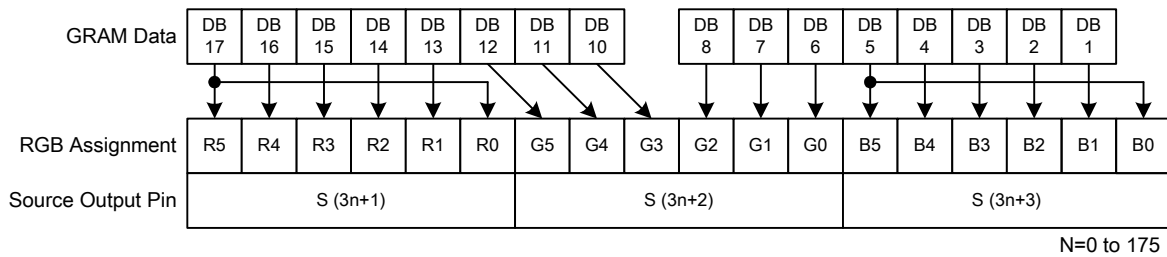 GRAM Data DB 17 DB 16 DB 15 DB 14 DB 13 DB 12 DB 11 DB 10 DB 8 DB 7 DB 6 DB 5 DB 4 DB 3 DB 2 DB 1
RGB Assignment R5 R4 R3 R2 R1 R0 G5 G4 G3 G2 G1 G0 B5 B4 B3 B2 B1 B0
Source Output Pin S (3n+1) S (3n+2) S (3n+3)
N=0 to 175